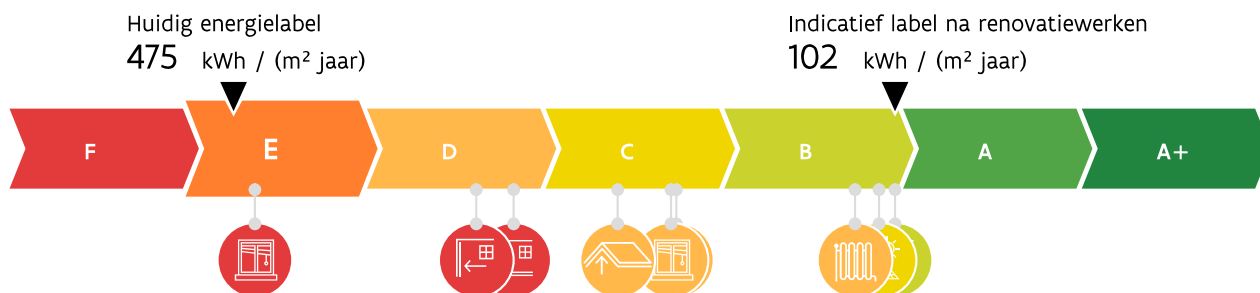 Huidig energielabel
475 kWh / (m² jaar)
Indicatief label na renovatiewerken
102 kWh / (m² jaar)
F E D C B A A+